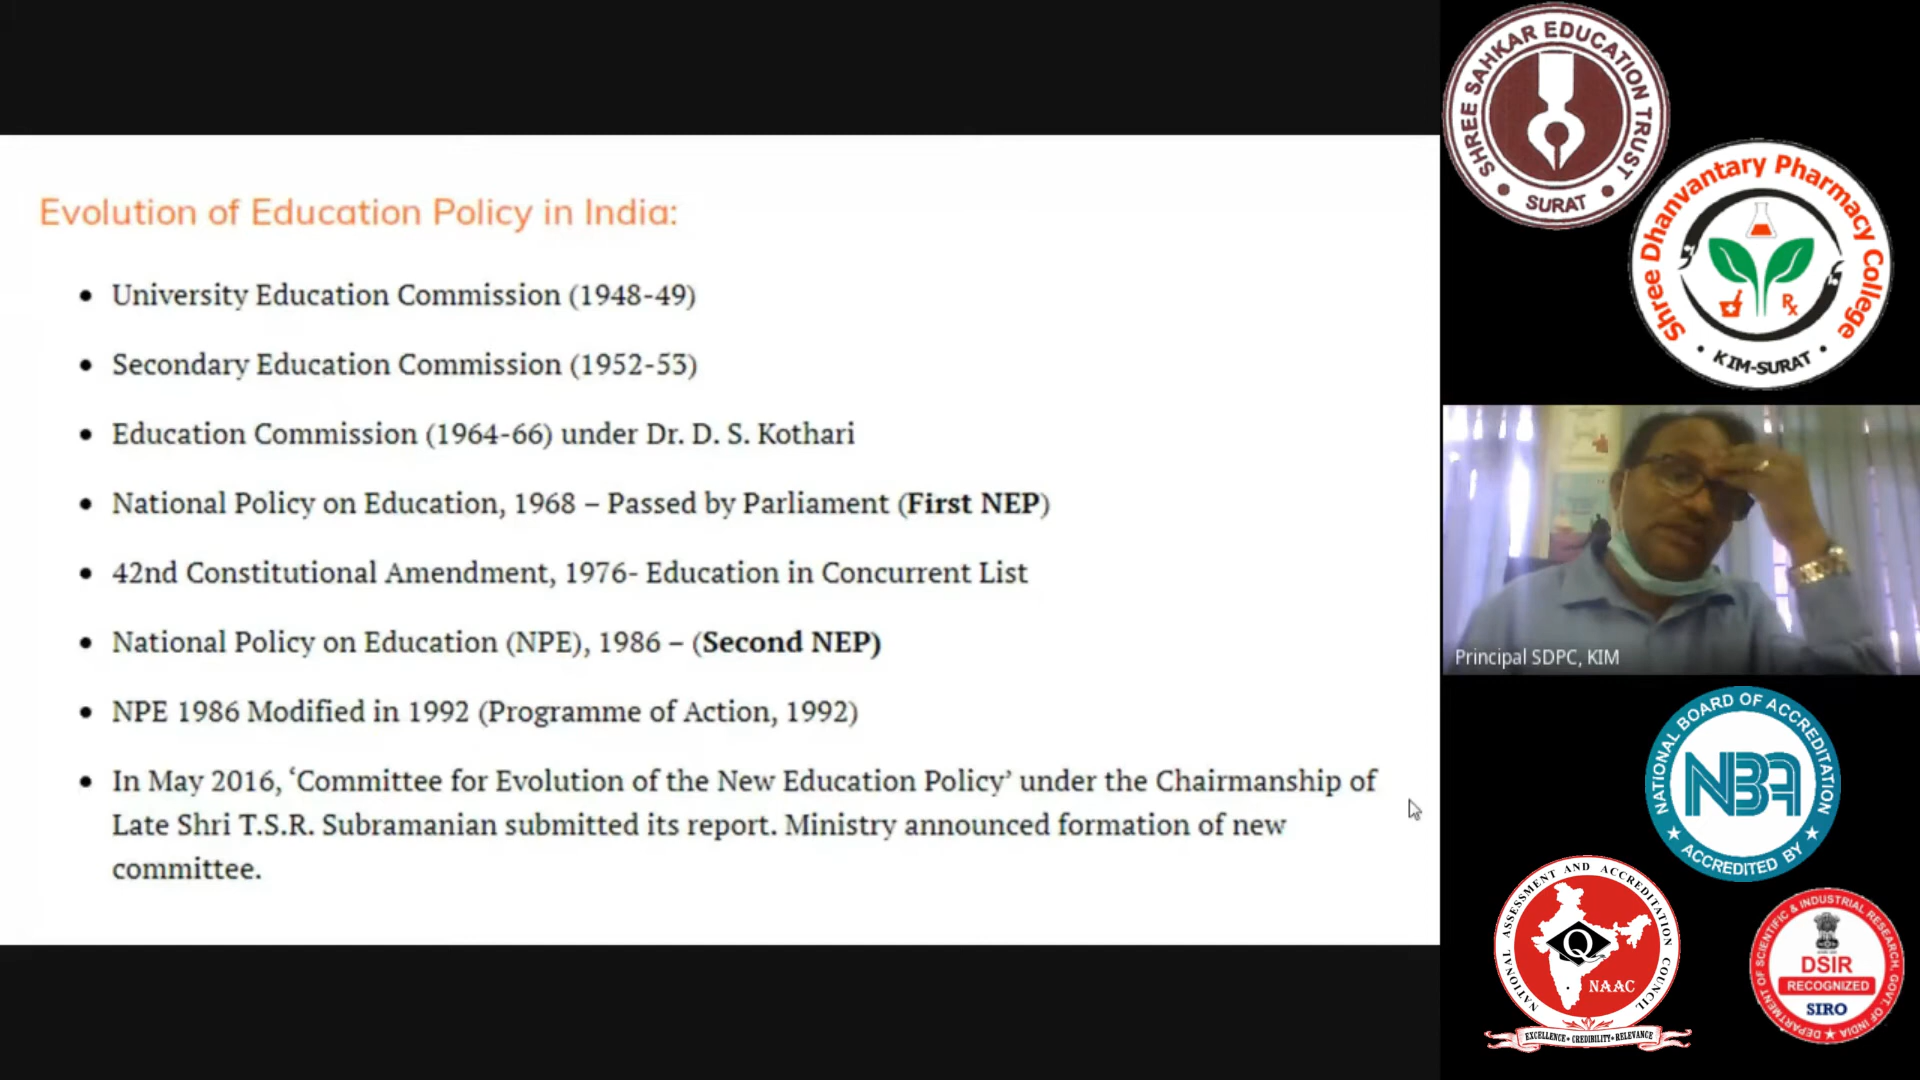 Evolution of Education Policy in India:
• University Education Commission (1948-49)
• Secondary Education Commission (1952-53)
• Education Commission (1964-66) under Dr. D. S. Kothari
• National Policy on Education, 1968 – Passed by Parliament (First NEP)
• 42nd Constitutional Amendment, 1976- Education in Concurrent List
• National Policy on Education (NPE), 1986 – (Second NEP)
• NPE 1986 Modified in 1992 (Programme of Action, 1992)
• In May 2016, ‘Committee for Evolution of the New Education Policy’ under the Chairmanship of
Late Shri T.S.R. Subramanian submitted its report. Ministry announced formation of new
committee.
SHREE SAHKAR EDUCATION TRUST
• SURAT •
Shree Dhanvantary Pharmacy College
Rx
• KIM-SURAT •
Principal SDPC, KIM
NATIONAL BOARD OF ACCREDITATION
NBA
★ ACCREDITED BY ★
NATIONAL ASSESSMENT AND ACCREDITATION COUNCIL
Q
NAAC
EXCELLENCE • CREDIBILITY • RELEVANCE
DEPARTMENT OF SCIENTIFIC & INDUSTRIAL RESEARCH, GOVT. OF INDIA ★
DSIR
RECOGNIZED
SIRO